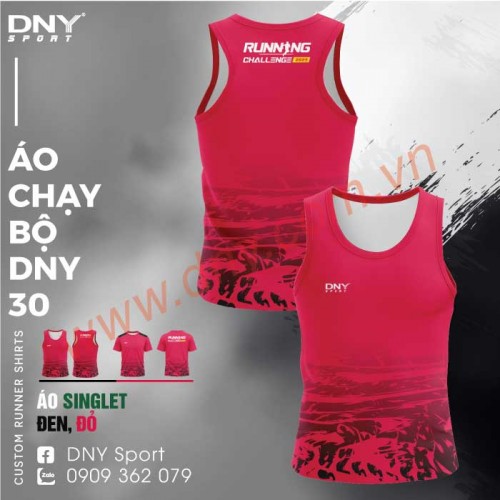 DNY®
SPORT
ÁO
CHẠY
BỘ
DNY
30
CUSTOM RUNNER SHIRTS
RUNNING
CHALLENGE
DNY
SPORT
ÁO SINGLET
ĐEN, ĐỎ
DNY Sport
Zalo
0909 362 079